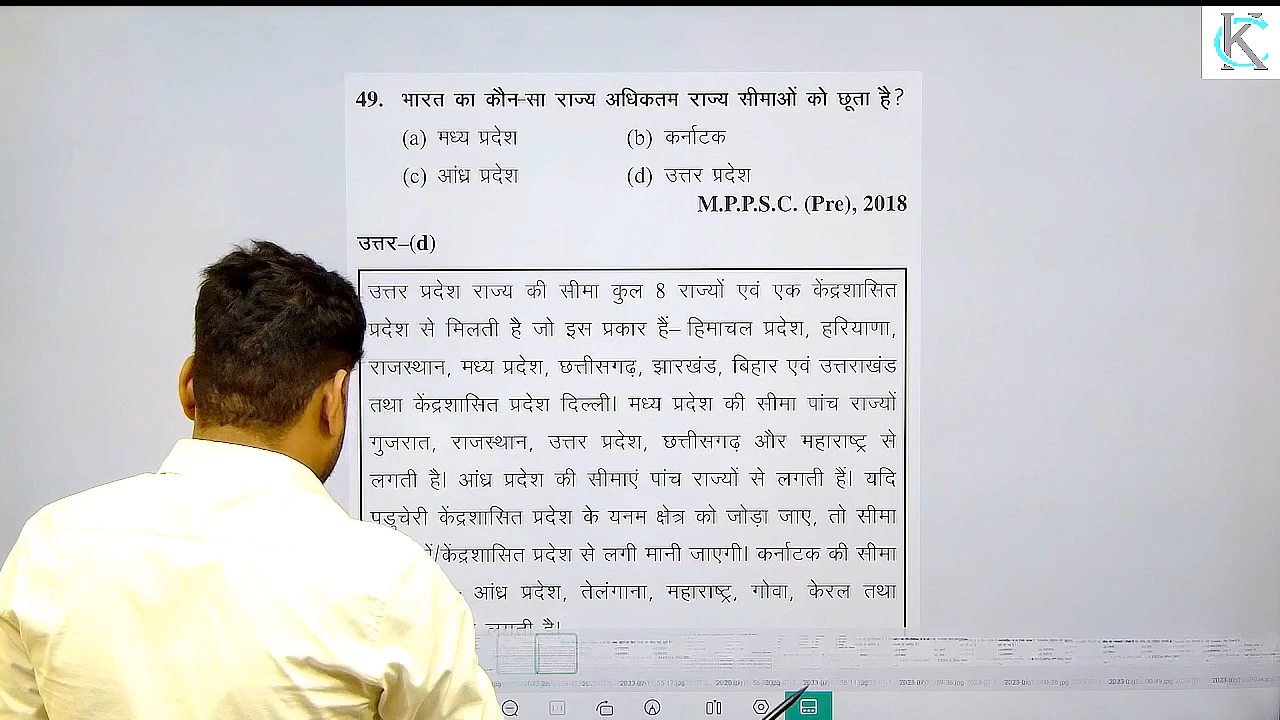 KC
49. भारत का कौन-सा राज्य अधिकतम राज्य सीमाओं को छूता है?
(a) मध्य प्रदेश (b) कर्नाटक
(c) आंध्र प्रदेश (d) उत्तर प्रदेश
M.P.P.S.C. (Pre), 2018
उत्तर–(d)
उत्तर प्रदेश राज्य की सीमा कुल 8 राज्यों एवं एक केंद्रशासित
प्रदेश से मिलती है जो इस प्रकार हैं– हिमाचल प्रदेश, हरियाणा,
राजस्थान, मध्य प्रदेश, छत्तीसगढ़, झारखंड, बिहार एवं उत्तराखंड
तथा केंद्रशासित प्रदेश दिल्ली। मध्य प्रदेश की सीमा पांच राज्यों
गुजरात, राजस्थान, उत्तर प्रदेश, छत्तीसगढ़ और महाराष्ट्र से
लगती है। आंध्र प्रदेश की सीमाएं पांच राज्यों से लगती हैं। यदि
पडुचेरी केंद्रशासित प्रदेश के यनम क्षेत्र को जोड़ा जाए, तो सीमा
/केंद्रशासित प्रदेश से लगी मानी जाएगी। कर्नाटक की सीमा
आंध्र प्रदेश, तेलंगाना, महाराष्ट्र, गोवा, केरल तथा
लगती है।